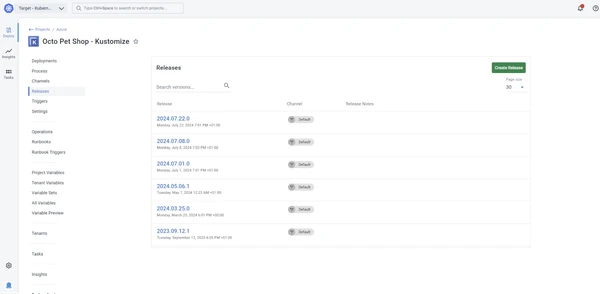 Target - Kubern...
Type Ctrl+Space to search or switch projects...
Deploy
Insights
Tasks
← Projects / Azure
Octo Pet Shop - Kustomize
Deployments
Process
Channels
Releases
Triggers
Settings
Operations
Runbooks
Runbook Triggers
Project Variables
Tenant Variables
Variable Sets
All Variables
Variable Preview
Tenants
Tasks
Insights
Releases
Create Release
Search versions...
Page size
30
Release Channel Release Notes
2024.07.22.0 Default
Monday, July 22, 2024 7:01 PM +01:00
2024.07.08.0 Default
Monday, July 8, 2024 7:03 PM +01:00
2024.07.01.0 Default
Monday, July 1, 2024 7:01 PM +01:00
2024.05.06.1 Default
Tuesday, May 7, 2024 12:23 AM +01:00
2024.03.25.0 Default
Monday, March 25, 2024 6:01 PM +00:00
2023.09.12.1 Default
Tuesday, September 12, 2023 6:03 PM +01:00